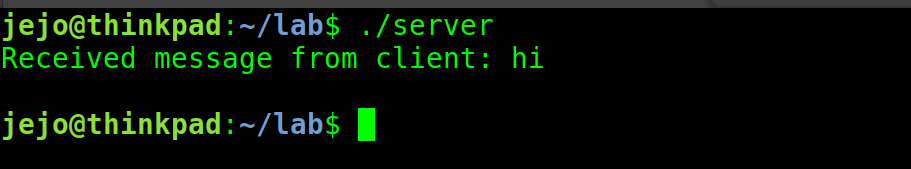 jejo@thinkpad:~/lab$ ./server
Received message from client: hi
jejo@thinkpad:~/lab$